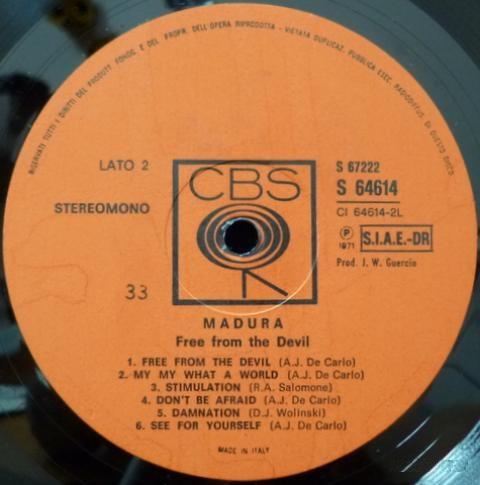 RISERVATI TUTTI I DIRITTI DEL PRODUTT. FONOG. E DEL PROPR. DELL'OPERA RIPRODOTTA - VIETATA DUPLICAZ. PUBBLICA ESEC. RADIODIFFUS. DI QUESTO DISCO
LATO 2
STEREOMONO
33
CBS
S 67222
S 64614
CI 64614-2L
P
1971
S.I.A.E.-DR
Prod. J. W. Guercio
MADURA
Free from the Devil
1. FREE FROM THE DEVIL (A.J. De Carlo)
2. MY MY WHAT A WORLD (A.J. De Carlo)
3. STIMULATION (R.A. Salomone)
4. DON'T BE AFRAID (A.J. De Carlo)
5. DAMNATION (D.J. Wolinski)
6. SEE FOR YOURSELF (A.J. De Carlo)
MADE IN ITALY